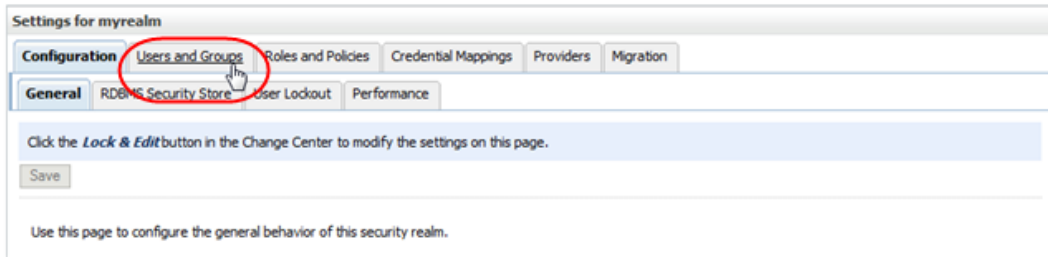 Settings for myrealm
Configuration Users and Groups Roles and Policies Credential Mappings Providers Migration
General RDBMS Security Store User Lockout Performance
Click the Lock & Edit button in the Change Center to modify the settings on this page.
Save
Use this page to configure the general behavior of this security realm.